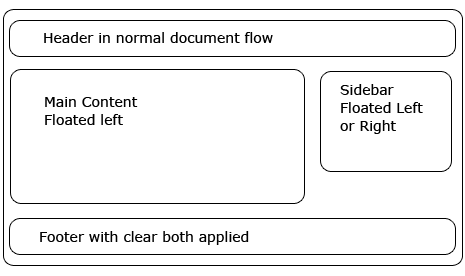 Header in normal document flow
Main Content
Floated left
Sidebar
Floated Left
or Right
Footer with clear both applied